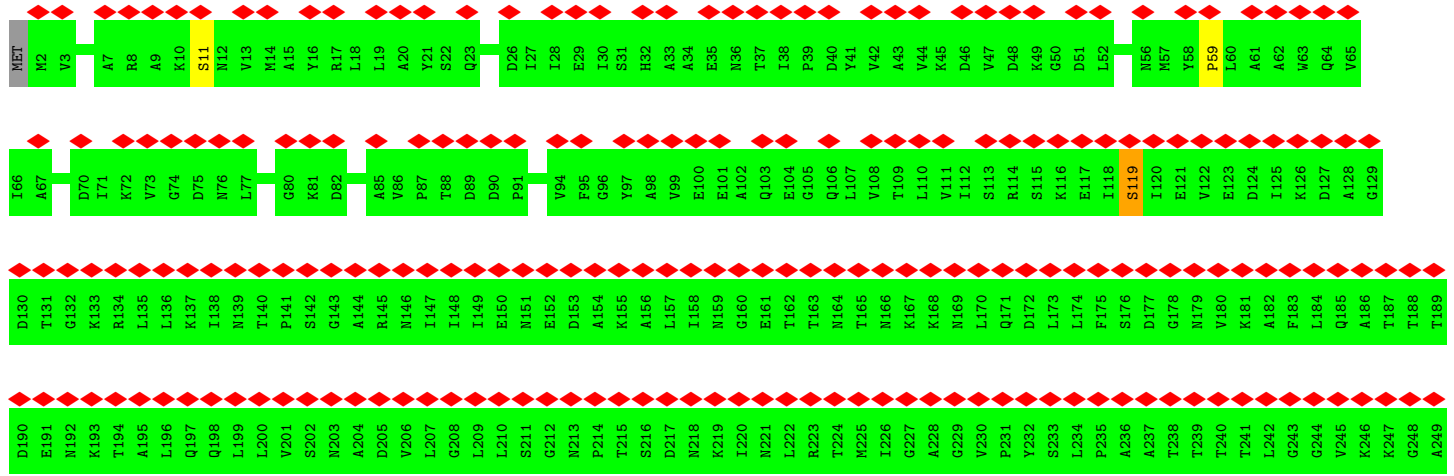 MET M2 V3 A7 R8 A9 K10 S11 N12 V13 M14 A15 Y16 R17 L18 L19 A20 Y21 S22 Q23 D26 I27 I28 E29 I30 S31 H32 A33 A34 E35 N36 T37 I38 P39 D40 Y41 V42 A43 V44 K45 D46 V47 D48 K49 G50 D51 L52 N56 M57 Y58 P59 L60 A61 A62 W63 Q64 V65
I66 A67 D70 I71 K72 V73 G74 D75 N76 L77 G80 K81 D82 A85 V86 P87 T88 D89 D90 P91 V94 F95 G96 Y97 A98 V99 E100 E101 A102 Q103 E104 G105 Q106 L107 V108 T109 L110 V111 I112 S113 R114 S115 K116 E117 I118 S119 I120 E121 V122 E123 D124 I125 K126 D127 A128 G129
D130 T131 G132 K133 R134 L135 L136 K137 I138 N139 T140 P141 S142 G143 A144 R145 N146 I147 I148 I149 E150 N151 E152 D153 A154 K155 A156 L157 I158 N159 G160 E161 T162 T163 N164 T165 N166 K167 K168 N169 L170 Q171 D172 L173 L174 F175 S176 D177 G178 N179 V180 K181 A182 F183 L184 Q185 A186 T187 T188 T189
D190 E191 N192 K193 T194 A195 L196 Q197 Q198 L199 L200 V201 S202 N203 A204 D205 V206 L207 G208 L209 L210 S211 G212 N213 P214 T215 S216 D217 N218 K219 I220 N221 L222 R223 T224 M225 I226 G227 A228 G229 V230 P231 Y232 S233 L234 P235 A236 A237 T238 T239 T240 T241 L242 G243 G244 V245 K246 K247 G248 A249